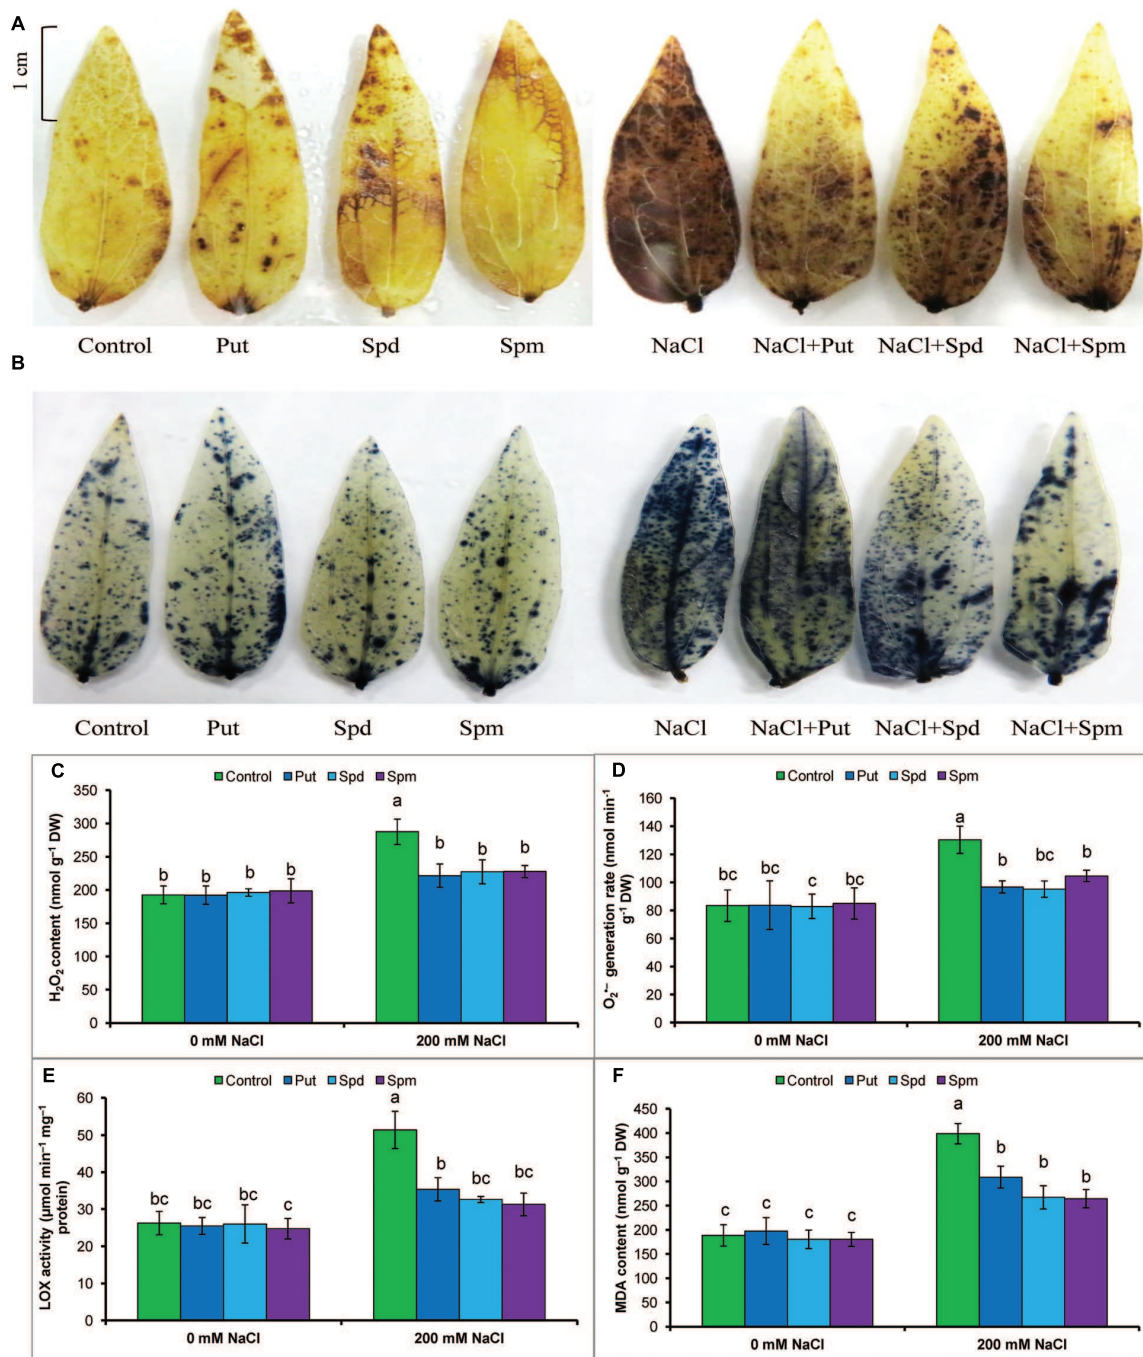 A
1 cm
Control Put Spd Spm NaCl NaCl+Put NaCl+Spd NaCl+Spm
B
Control Put Spd Spm NaCl NaCl+Put NaCl+Spd NaCl+Spm
C
Control Put Spd Spm
350
300
250
200
150
100
50
0
H₂O₂ content (nmol g⁻¹ DW)
b b b b a b b b
0 mM NaCl 200 mM NaCl
D
Control Put Spd Spm
160
140
120
100
80
60
40
20
0
O₂•− generation rate (nmol min⁻¹
g⁻¹ DW)
bc bc c bc a b bc b
0 mM NaCl 200 mM NaCl
E
Control Put Spd Spm
60
50
40
30
20
10
0
LOX activity (µmol min⁻¹ mg⁻¹
protein)
bc bc bc c a b bc bc
0 mM NaCl 200 mM NaCl
F
Control Put Spd Spm
450
400
350
300
250
200
150
100
50
0
MDA content (nmol g⁻¹ DW)
c c c c a b b b
0 mM NaCl 200 mM NaCl